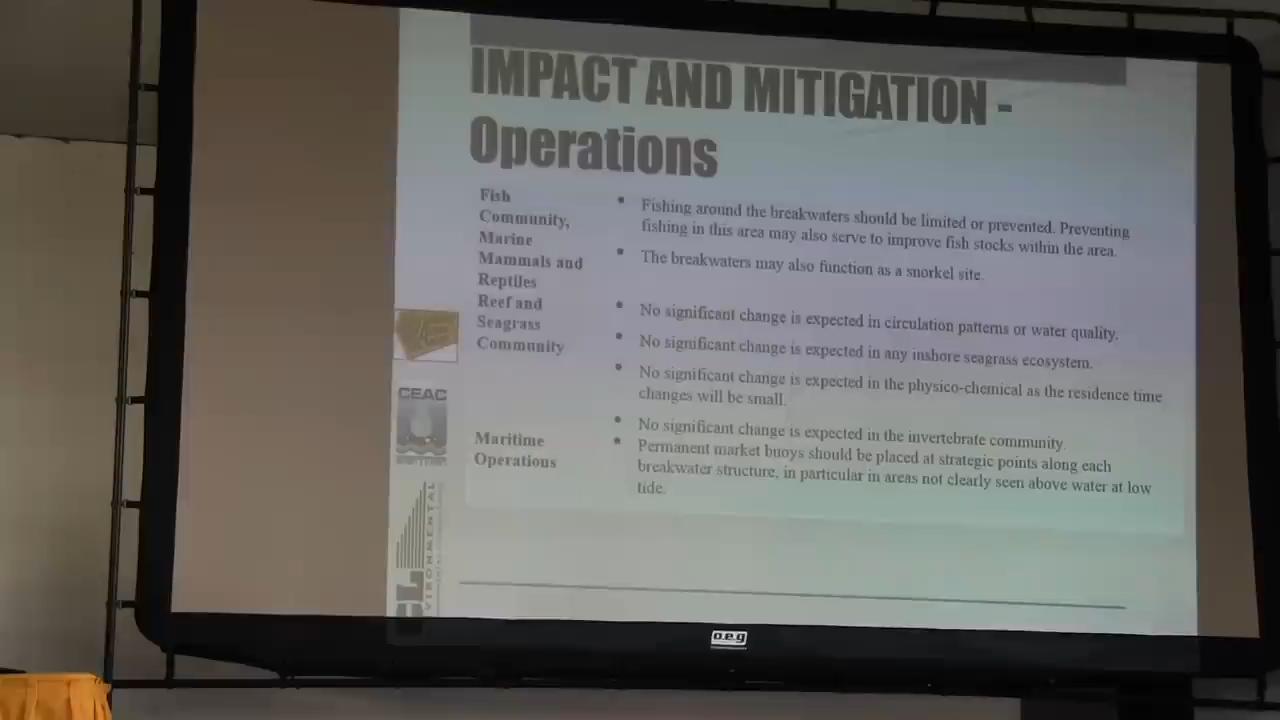 IMPACT AND MITIGATION -
Operations
Fish
Community,
Marine
Mammals and
Reptiles
• Fishing around the breakwaters should be limited or prevented. Preventing
fishing in this area may also serve to improve fish stocks within the area.
• The breakwaters may also function as a snorkel site.
Reef and
Seagrass
Community
• No significant change is expected in circulation patterns or water quality.
• No significant change is expected in any inshore seagrass ecosystem.
• No significant change is expected in the physico-chemical as the residence time
changes will be small.
• No significant change is expected in the invertebrate community.
Maritime
Operations
• Permanent market buoys should be placed at strategic points along each
breakwater structure, in particular in areas not clearly seen above water at low
tide.
CEAC
CL
VIRONMENTAL
o.e.g